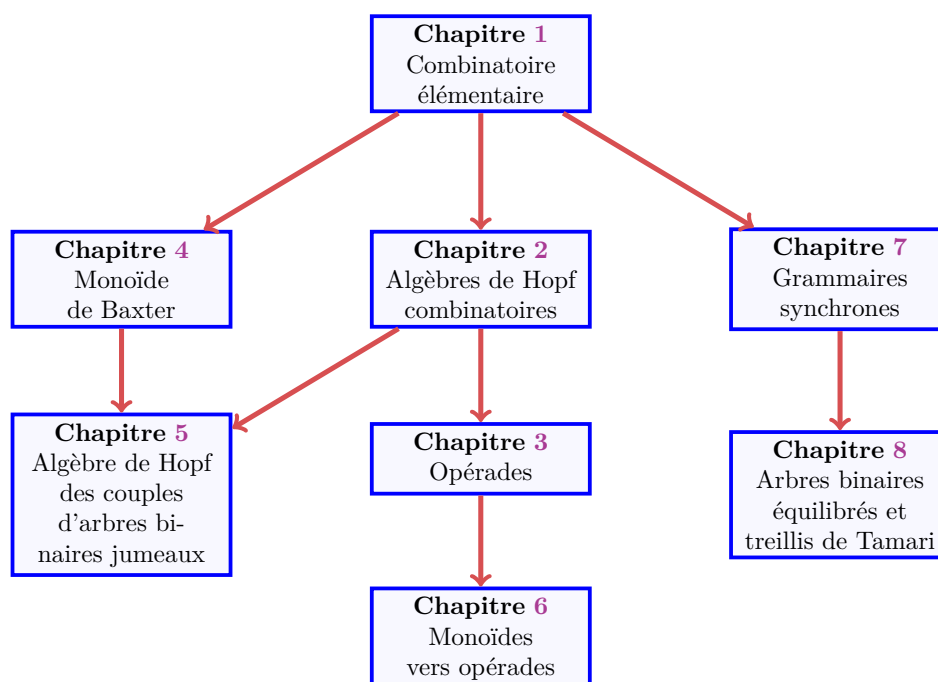 Chapitre 1
Combinatoire
élémentaire
Chapitre 4
Monoïde
de Baxter
Chapitre 2
Algèbres de Hopf
combinatoires
Chapitre 7
Grammaires
synchrones
Chapitre 5
Algèbre de Hopf
des couples
d'arbres bi-
naires jumeaux
Chapitre 3
Opérades
Chapitre 8
Arbres binaires
équilibrés et
treillis de Tamari
Chapitre 6
Monoïdes
vers opérades